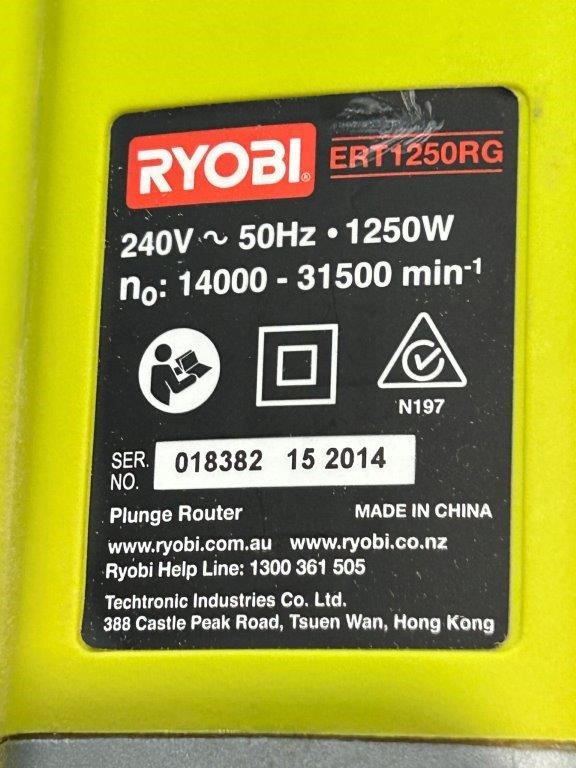 RYOBI® ERT1250RG
240V ~ 50Hz • 1250W
n₀: 14000 - 31500 min⁻¹
N197
SER. NO. 018382 15 2014
Plunge Router MADE IN CHINA
www.ryobi.com.au www.ryobi.co.nz
Ryobi Help Line: 1300 361 505
Techtronic Industries Co. Ltd.
388 Castle Peak Road, Tsuen Wan, Hong Kong